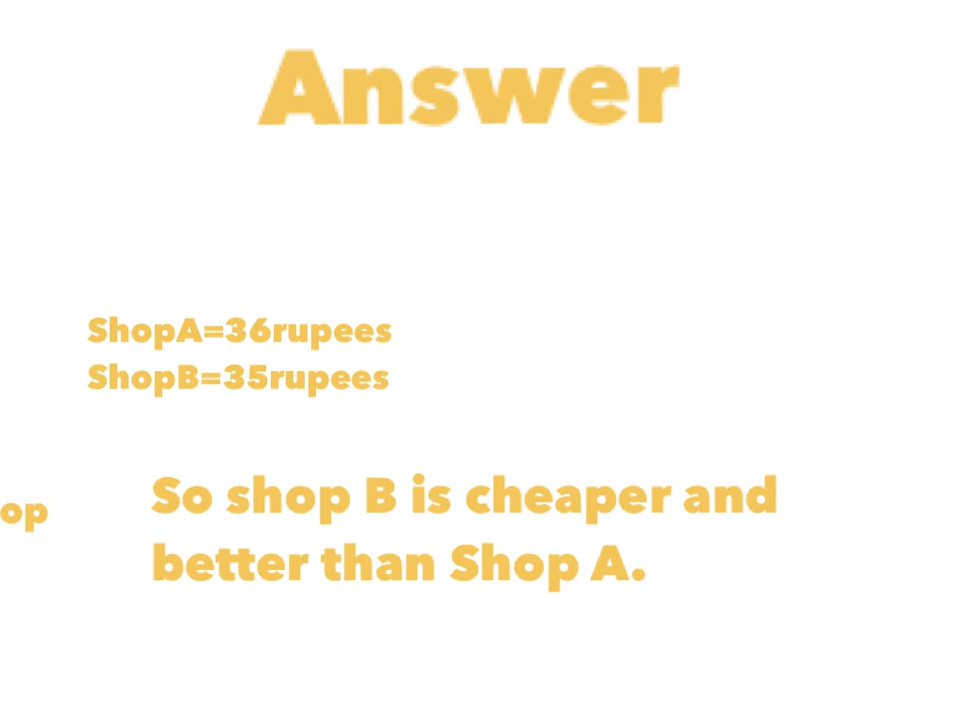 Answer
ShopA=36rupees
ShopB=35rupees
op
So shop B is cheaper and
better than Shop A.